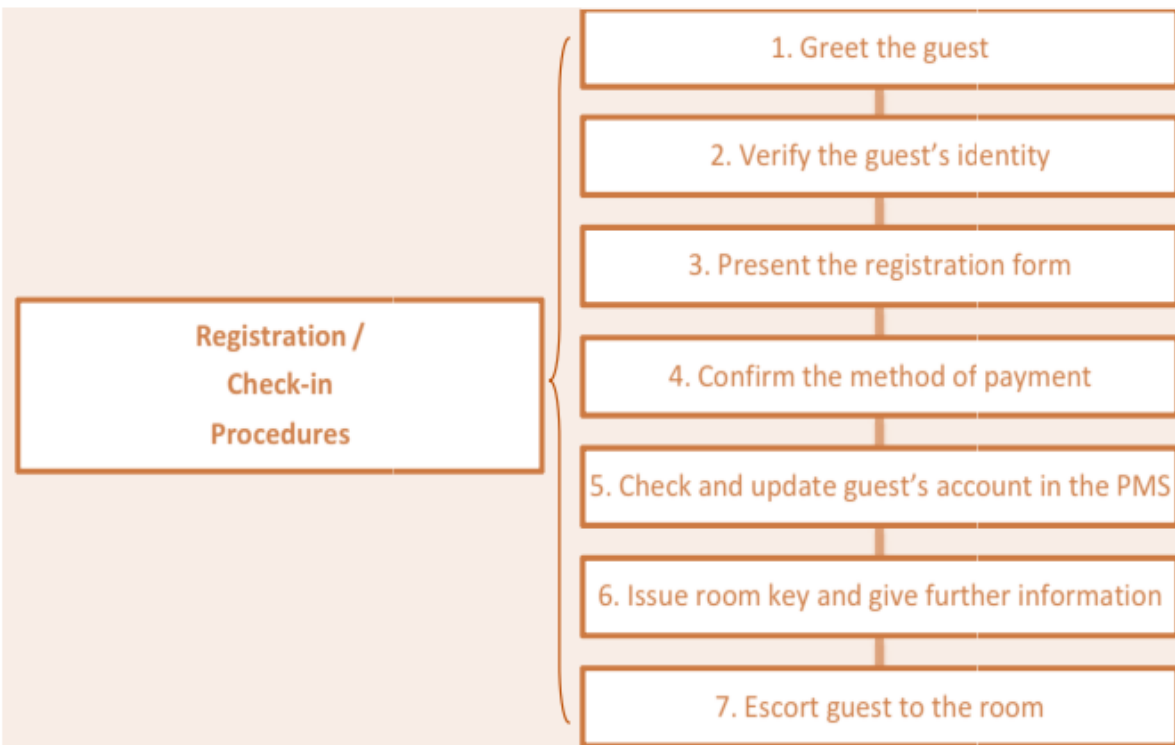 Registration /
Check-in
Procedures
1. Greet the guest
2. Verify the guest’s identity
3. Present the registration form
4. Confirm the method of payment
5. Check and update guest’s account in the PMS
6. Issue room key and give further information
7. Escort guest to the room